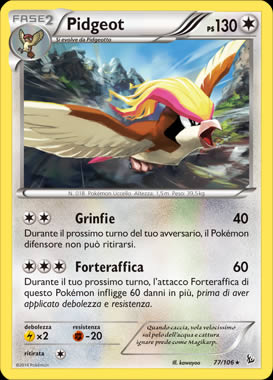 FASE 2 Pidgeot PS 130
Si evolve da Pidgeotto
N. 018 Pokémon Uccello Altezza: 1,5m. Peso: 39,5kg
Grinfie 40
Durante il prossimo turno del tuo avversario, il Pokémon
difensore non può ritirarsi.
Forteraffica 60
Durante il tuo prossimo turno, l'attacco Forteraffica di
questo Pokémon infligge 60 danni in più, prima di aver
applicato debolezza e resistenza.
debolezza resistenza
×2 -20
ritirata
Quando caccia, vola velocissimo
sul pelo dell'acqua e cattura
ignare prede come Magikarp.
©2014 Pokémon
Ill. kawayoo 77/106 ★